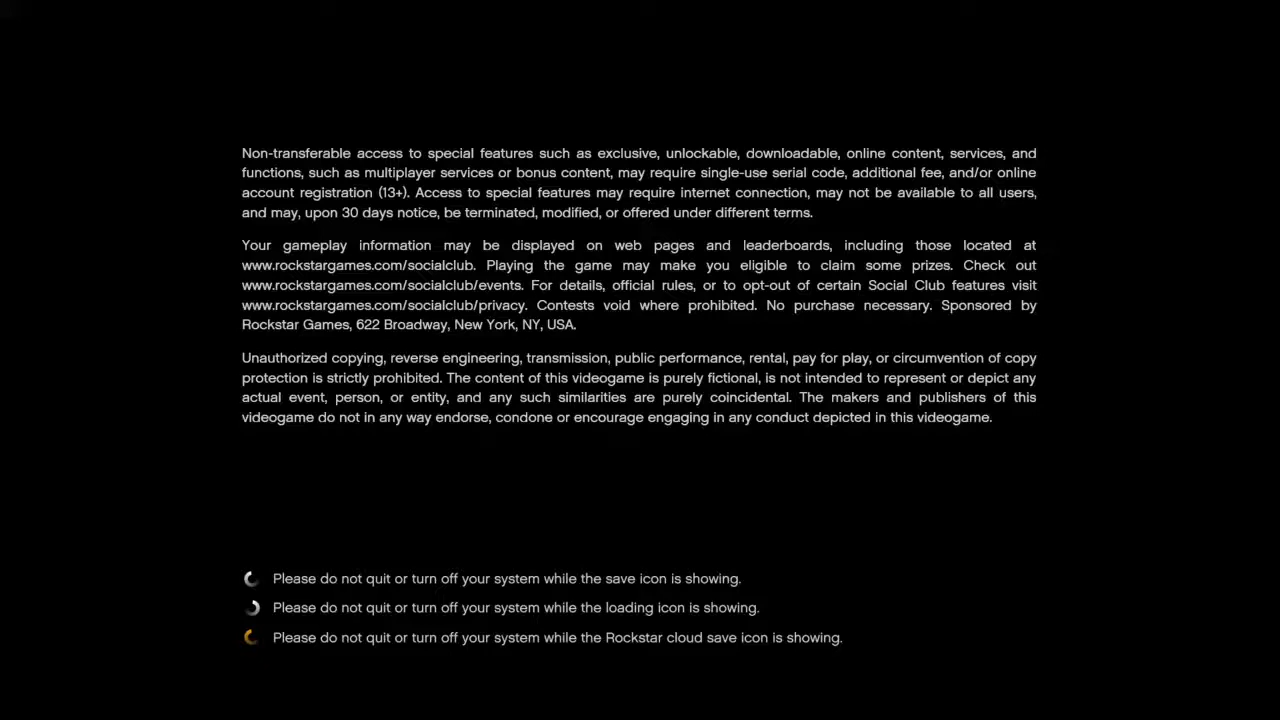 Non-transferable access to special features such as exclusive, unlockable, downloadable, online content, services, and
functions, such as multiplayer services or bonus content, may require single-use serial code, additional fee, and/or online
account registration (13+). Access to special features may require internet connection, may not be available to all users,
and may, upon 30 days notice, be terminated, modified, or offered under different terms.
Your gameplay information may be displayed on web pages and leaderboards, including those located at
www.rockstargames.com/socialclub. Playing the game may make you eligible to claim some prizes. Check out
www.rockstargames.com/socialclub/events. For details, official rules, or to opt-out of certain Social Club features visit
www.rockstargames.com/socialclub/privacy. Contests void where prohibited. No purchase necessary. Sponsored by
Rockstar Games, 622 Broadway, New York, NY, USA.
Unauthorized copying, reverse engineering, transmission, public performance, rental, pay for play, or circumvention of copy
protection is strictly prohibited. The content of this videogame is purely fictional, is not intended to represent or depict any
actual event, person, or entity, and any such similarities are purely coincidental. The makers and publishers of this
videogame do not in any way endorse, condone or encourage engaging in any conduct depicted in this videogame.
Please do not quit or turn off your system while the save icon is showing.
Please do not quit or turn off your system while the loading icon is showing.
Please do not quit or turn off your system while the Rockstar cloud save icon is showing.